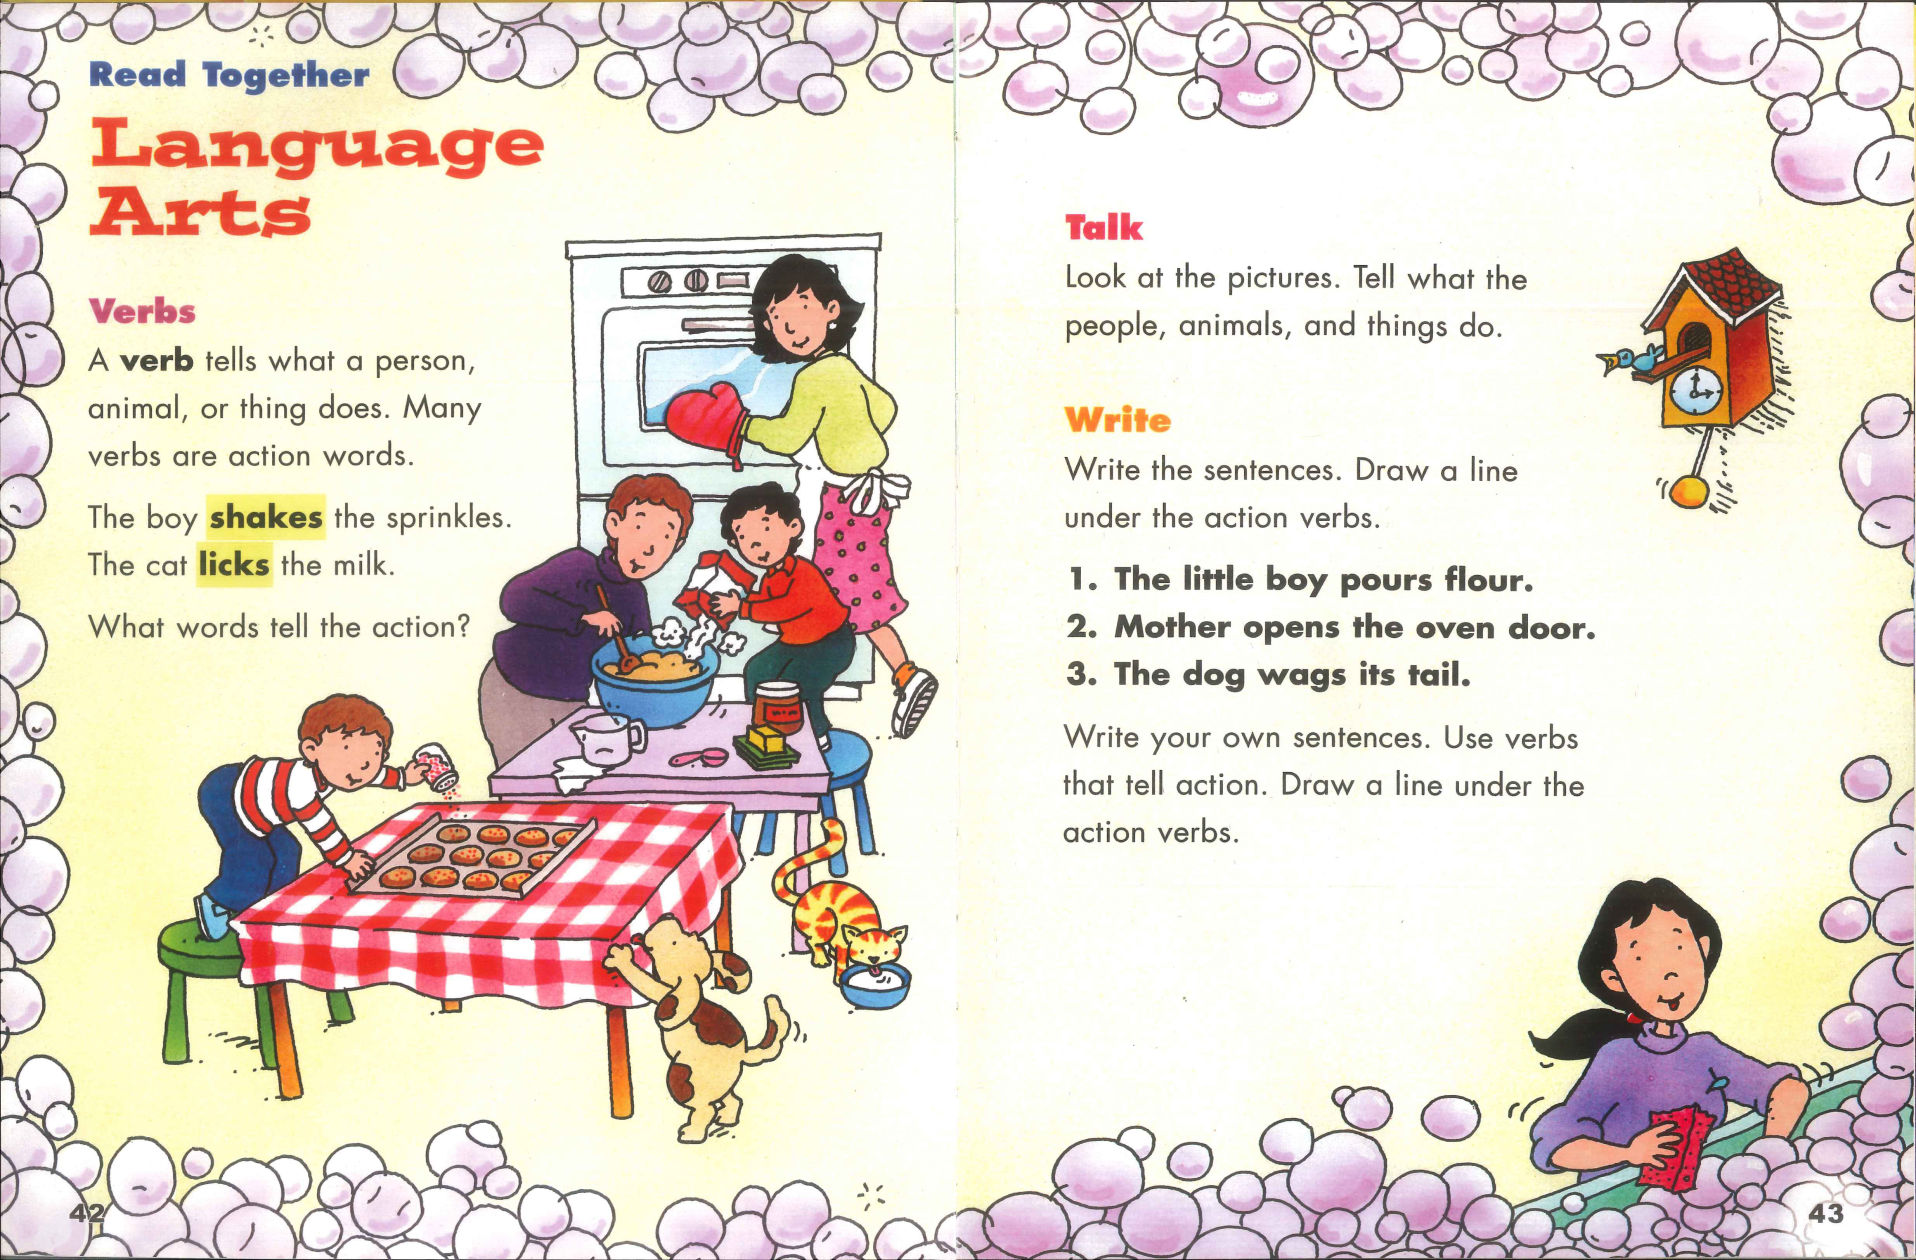 Read Together
Language
Arts
Verbs
A verb tells what a person,
animal, or thing does. Many
verbs are action words.
The boy shakes the sprinkles.
The cat licks the milk.
What words tell the action?
42
Talk
Look at the pictures. Tell what the
people, animals, and things do.
Write
Write the sentences. Draw a line
under the action verbs.
1. The little boy pours flour.
2. Mother opens the oven door.
3. The dog wags its tail.
Write your own sentences. Use verbs
that tell action. Draw a line under the
action verbs.
43